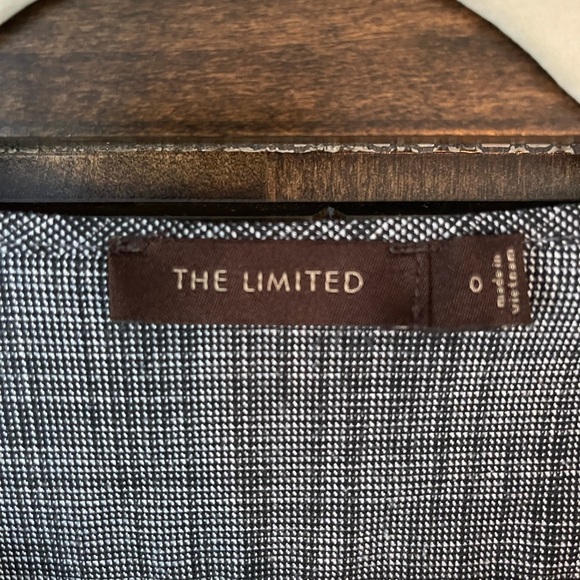 THE LIMITED
0
made in
vietnam